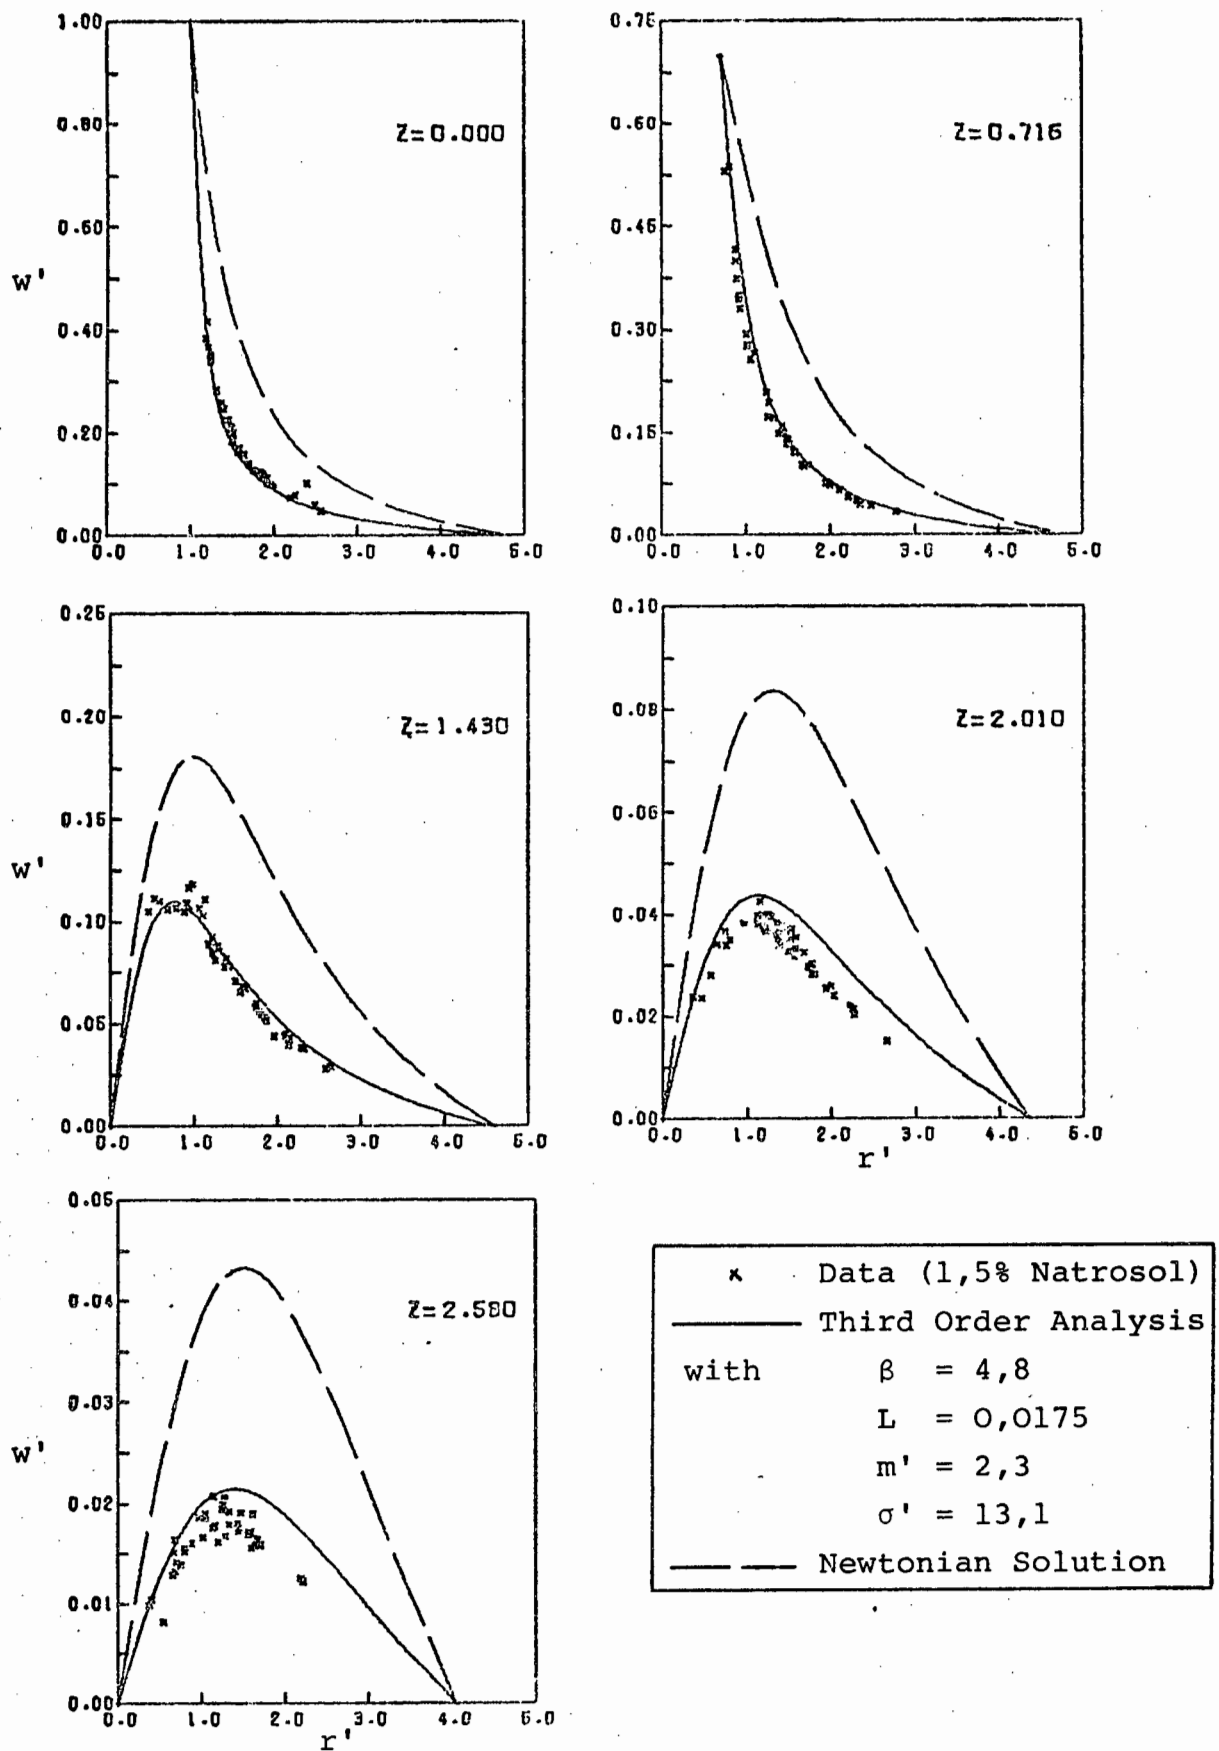 1.00
0.80
0.60
0.40
0.20
0.00
w'
Z=0.000
0.0 1.0 2.0 3.0 4.0 5.0
0.75
0.60
0.45
0.30
0.15
0.00
Z=0.715
0.0 1.0 2.0 3.0 4.0 5.0
0.25
0.20
0.15
0.10
0.05
0.00
w'
Z=1.430
0.0 1.0 2.0 3.0 4.0 5.0
0.10
0.08
0.06
0.04
0.02
0.00
Z=2.010
0.0 1.0 2.0 3.0 4.0 5.0
r'
0.05
0.04
0.03
0.02
0.01
0.00
w'
Z=2.580
0.0 1.0 2.0 3.0 4.0 5.0
r'
x Data (1,5% Natrosol)
Third Order Analysis
with β = 4,8
L = 0,0175
m' = 2,3
σ' = 13,1
Newtonian Solution